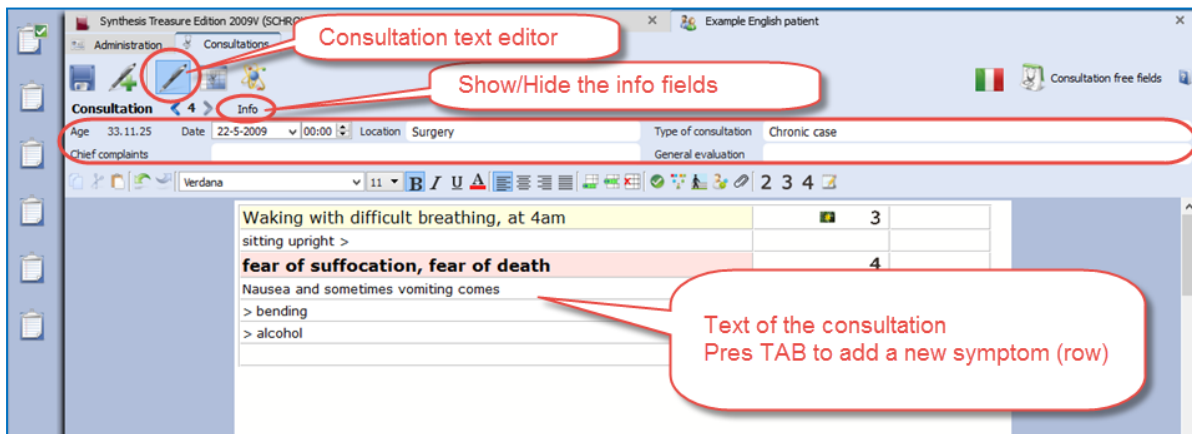 Synthesis Treasure Edition 2009V (SCHRO
Example English patient
Administration
Consultations
Consultation text editor
Show/Hide the info fields
Consultation free fields
Consultation 4 Info
Age 33.11.25 Date 22-5-2009 00:00 Location Surgery Type of consultation Chronic case
Chief complaints General evaluation
Verdana 11 B I U A 2 3 4
Waking with difficult breathing, at 4am 3
sitting upright >
fear of suffocation, fear of death 4
Nausea and sometimes vomiting comes
> bending
> alcohol
Text of the consultation
Pres TAB to add a new symptom (row)